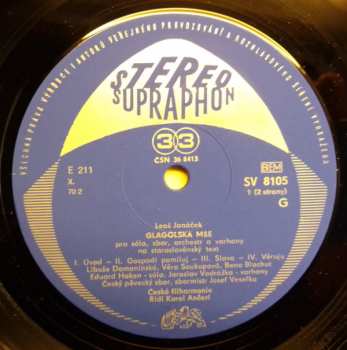 VŠECHNA PRÁVA VÝROBCE I AUTORŮ VYHRAZENA VEŘEJNÉHO PROVOZOVÁNÍ A ROZHLASOVÉHO VYSÍLÁNÍ
STEREO
SUPRAPHON
33
ČSN 36 8413
E 211
X.
70 2
BIEM
SV 8105
1 (2 strany)
G
Leoš Janáček
GLAGOLSKÁ MŠE
pro sóla, sbor, orchestr a varhany
na staroslověnský text
I. Úvod – II. Gospodi pomiluj – III. Slava – IV. Věruju
Libuše Domanínská, Věra Soukupová, Beno Blachut
Eduard Haken – sóla, Jaroslav Vodrážka – varhany
Český pěvecký sbor, sbormistr: Josef Veselka
Česká filharmonie
Řídí Karel Ančerl